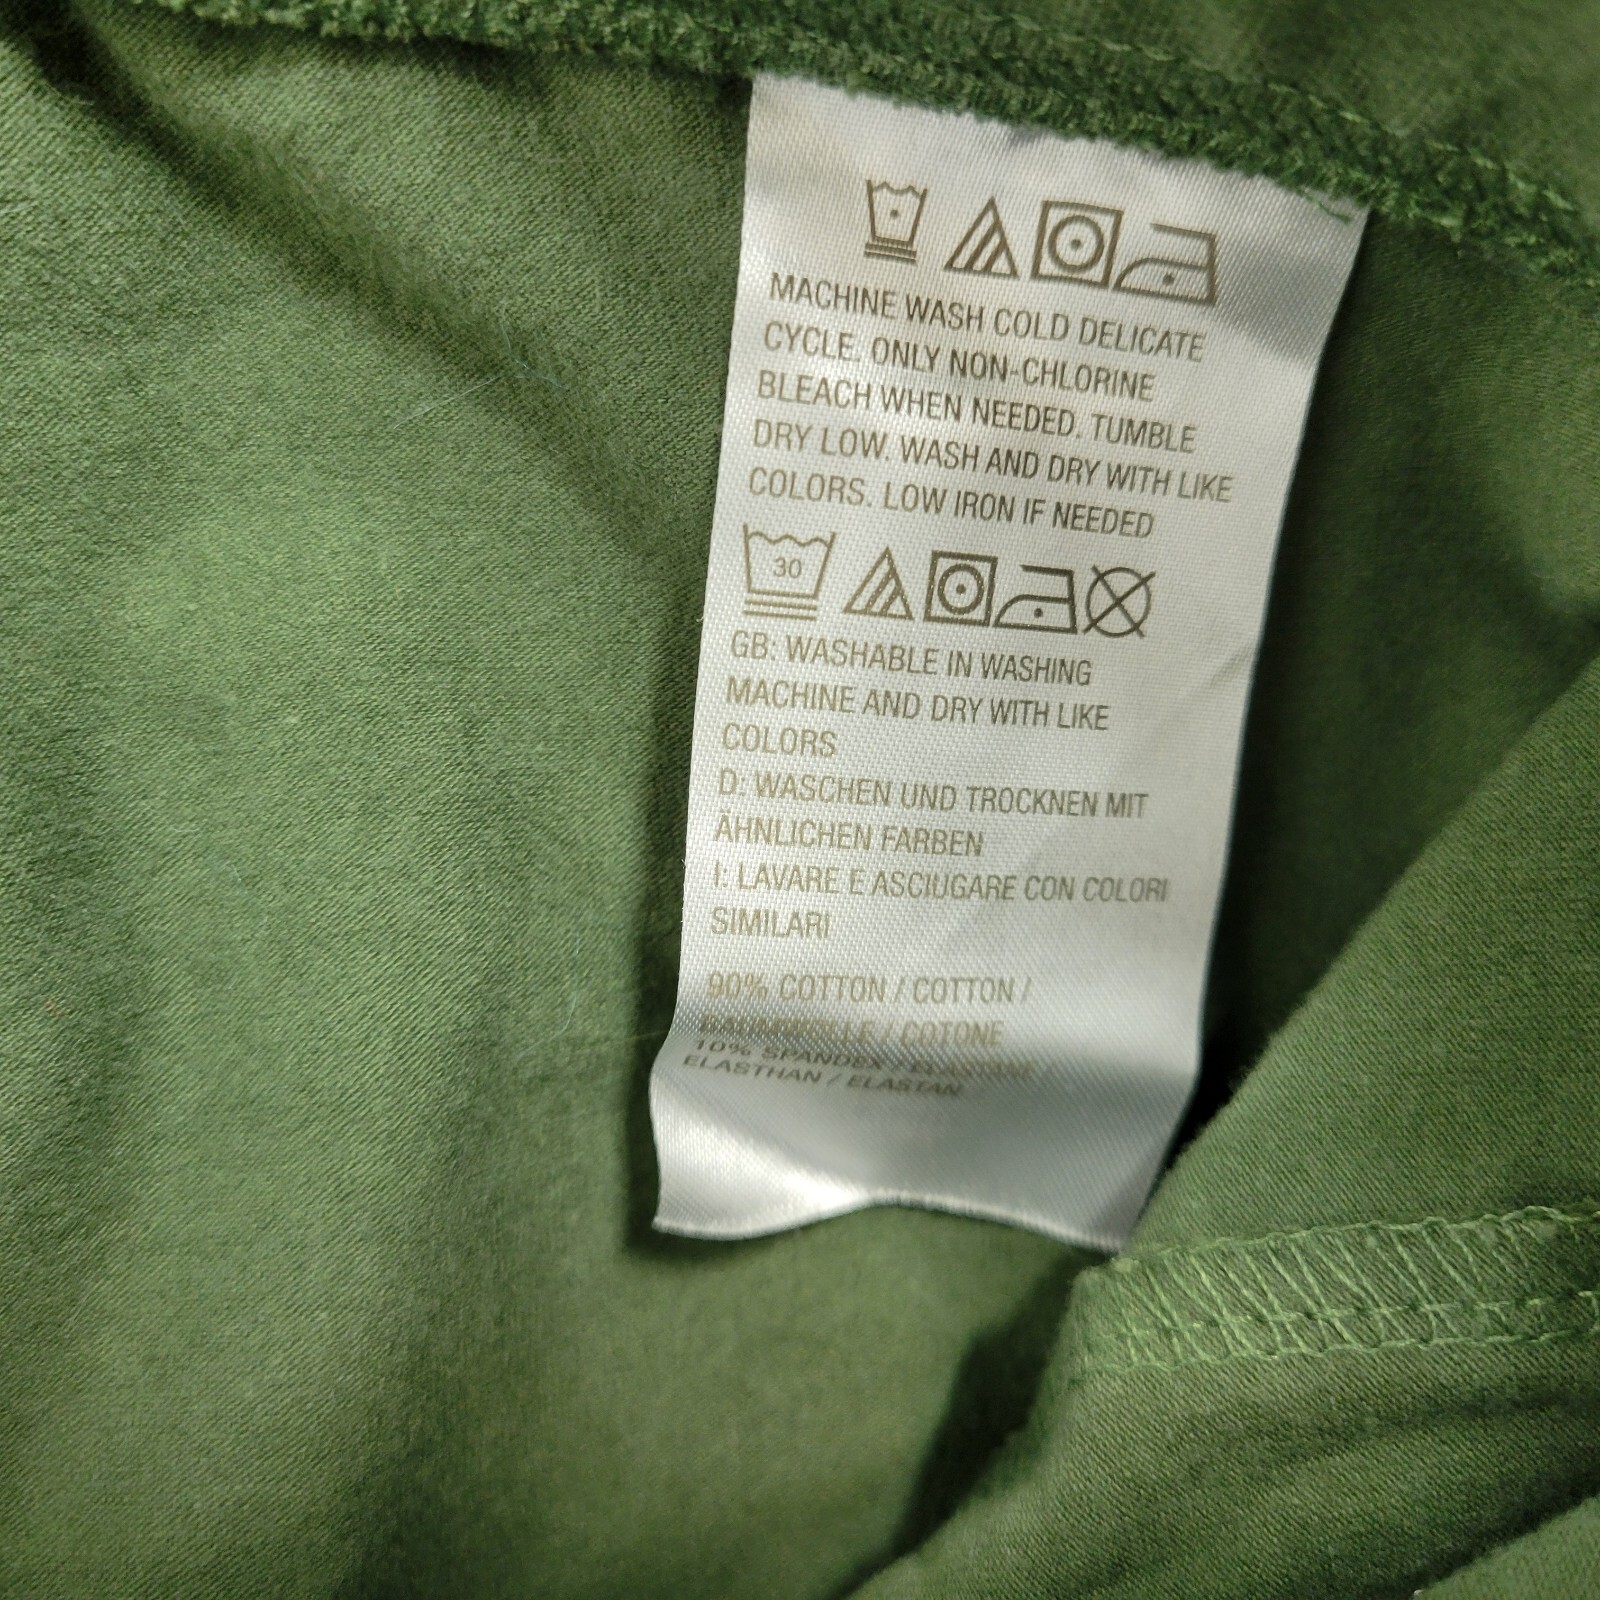 MACHINE WASH COLD DELICATE
CYCLE. ONLY NON-CHLORINE
BLEACH WHEN NEEDED. TUMBLE
DRY LOW. WASH AND DRY WITH LIKE
COLORS. LOW IRON IF NEEDED
30
GB: WASHABLE IN WASHING
MACHINE AND DRY WITH LIKE
COLORS
D: WASCHEN UND TROCKNEN MIT
ÄHNLICHEN FARBEN
I: LAVARE E ASCIUGARE CON COLORI
SIMILARI
90% COTTON / COTTON /
BAUMWOLLE / COTONE
10% SPANDEX / ELASTANE /
ELASTHAN / ELASTAN